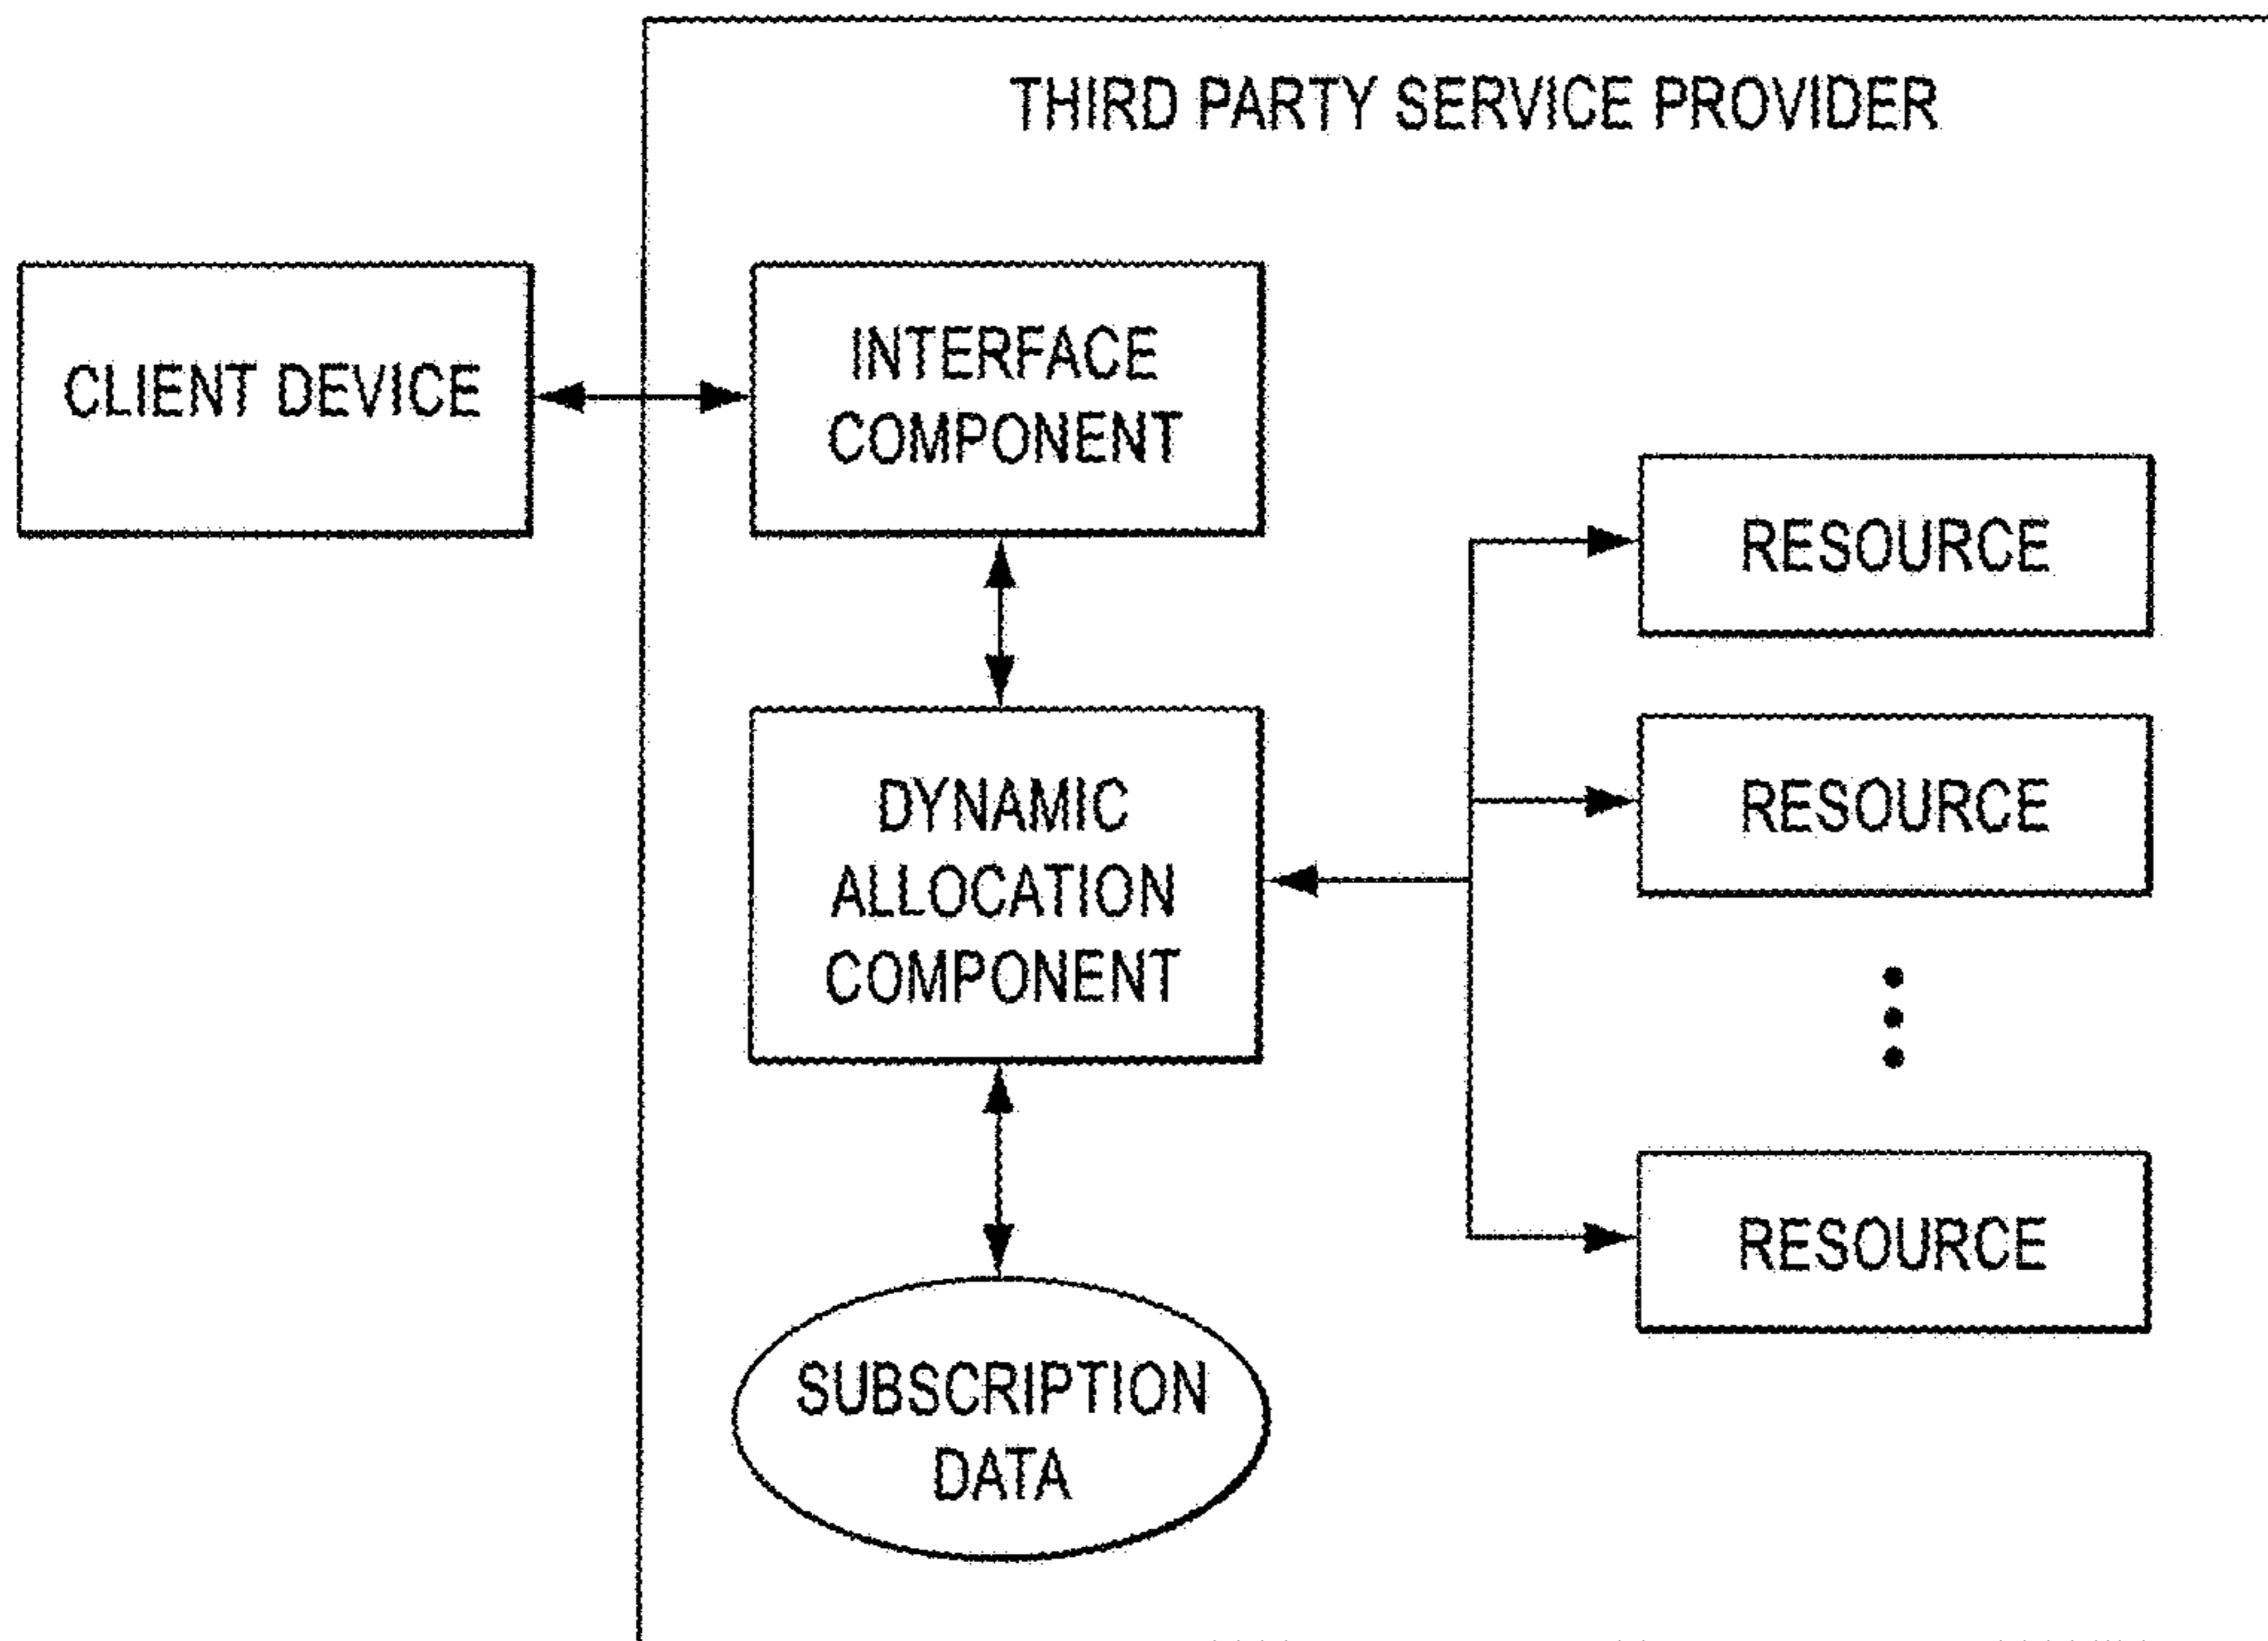 THIRD PARTY SERVICE PROVIDER
CLIENT DEVICE
INTERFACE
COMPONENT
RESOURCE
DYNAMIC
ALLOCATION
COMPONENT
RESOURCE
RESOURCE
SUBSCRIPTION
DATA